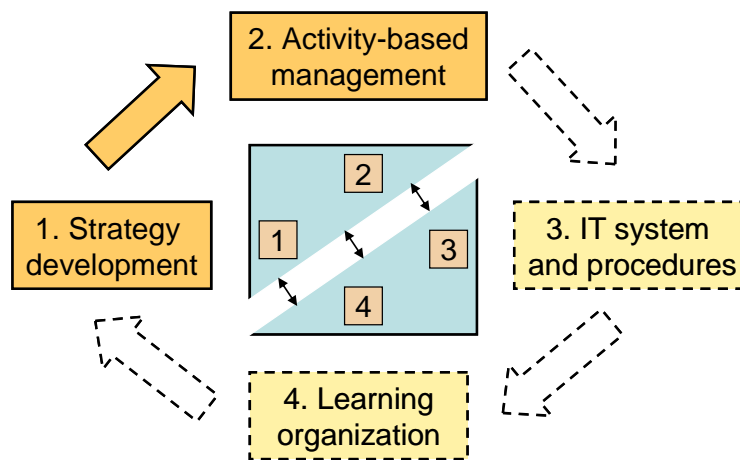 2. Activity-based
management
1. Strategy
development
2
1
3
4
3. IT system
and procedures
4. Learning
organization